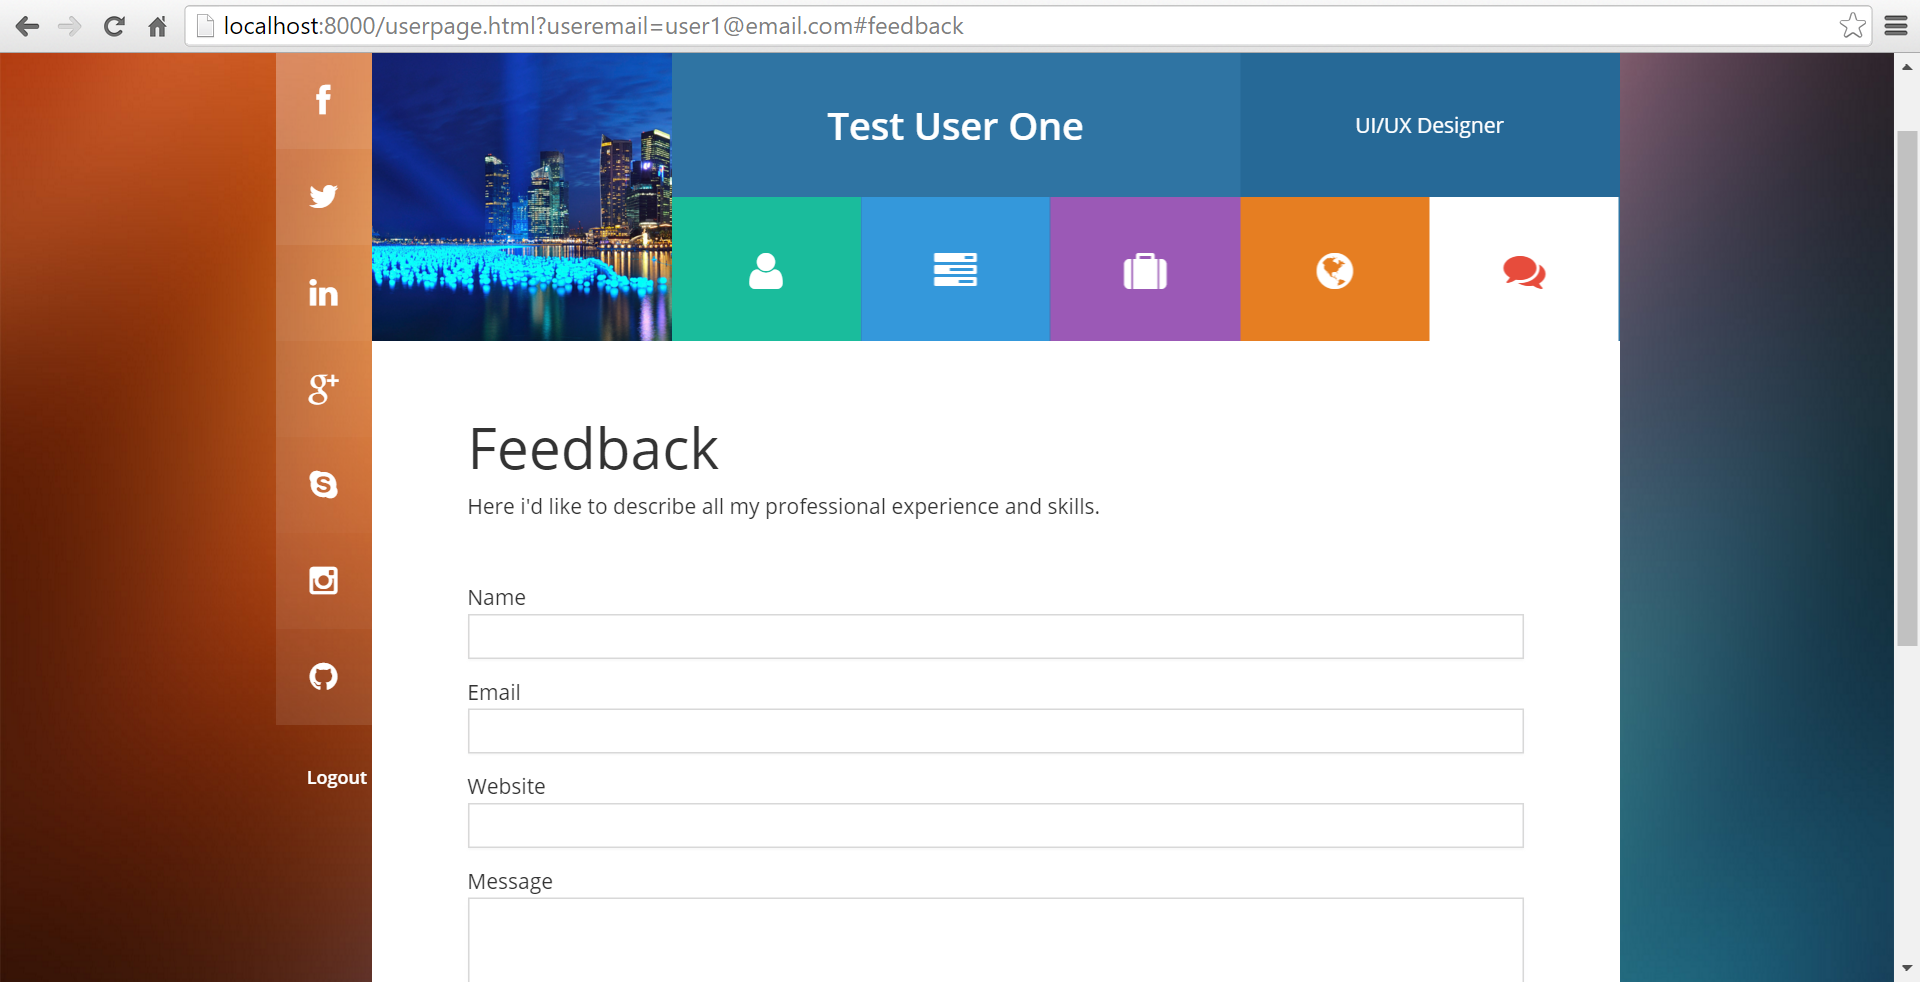 localhost:8000/userpage.html?useremail=user1@email.com#feedback
Test User One
UI/UX Designer
Feedback
Here i'd like to describe all my professional experience and skills.
Name
Email
Website
Message
Logout